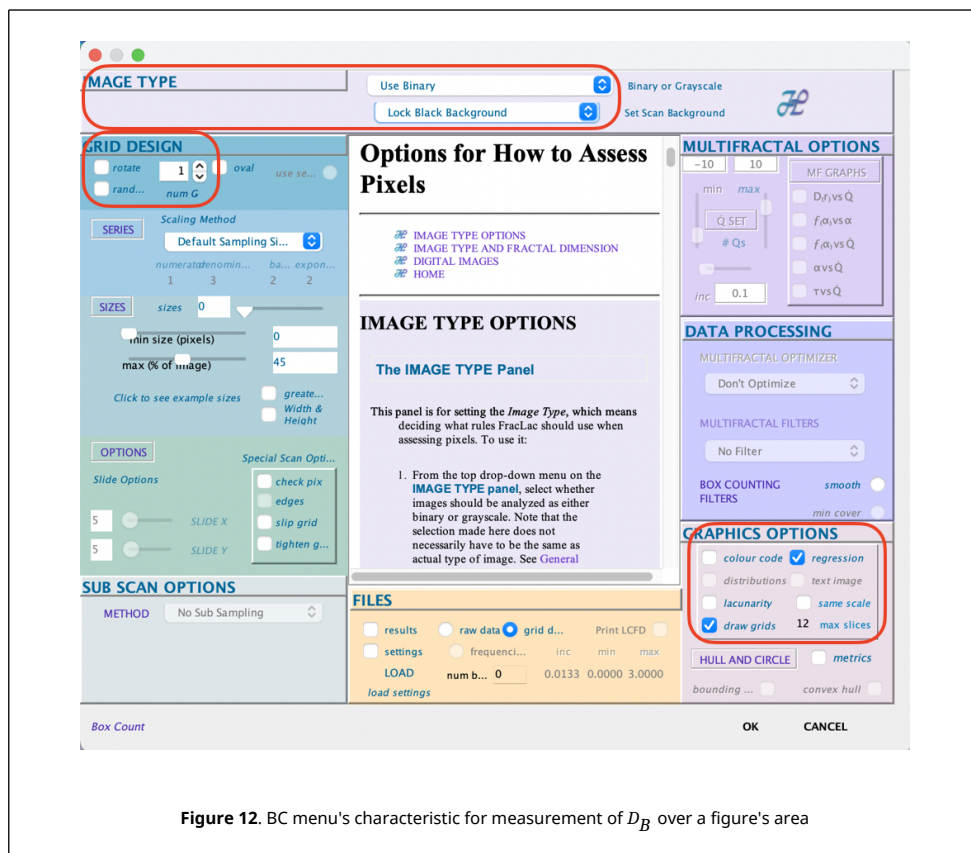 IMAGE TYPE
Use Binary
Binary or Grayscale
Lock Black Background
Set Scan Background
GRID DESIGN
rotate
1
oval
use se...
rand...
num G
SERIES
Scaling Method
Default Sampling Si...
numerator
denomin...
ba...
expon...
1
3
2
2
SIZES
sizes
0
min size (pixels)
0
max (% of image)
45
Click to see example sizes
greate...
Width &
Height
OPTIONS
Special Scan Opti...
Slide Options
check pix
edges
5
SLIDE X
slip grid
5
SLIDE Y
tighten g...
SUB SCAN OPTIONS
METHOD
No Sub Sampling
Options for How to Assess
Pixels
IMAGE TYPE OPTIONS
IMAGE TYPE AND FRACTAL DIMENSION
DIGITAL IMAGES
HOME
IMAGE TYPE OPTIONS
The IMAGE TYPE Panel
This panel is for setting the Image Type, which means
deciding what rules FracLac should use when
assessing pixels. To use it:
1. From the top drop-down menu on the
IMAGE TYPE panel, select whether
images should be analyzed as either
binary or grayscale. Note that the
selection made here does not
necessarily have to be the same as
actual type of image. See General
FILES
results
raw data
grid d...
Print LCFD
settings
frequenci...
inc
min
max
LOAD
num b...
0
0.0133
0.0000
3.0000
load settings
MULTIFRACTAL OPTIONS
-10
10
MF GRAPHS
min
max
D₍r₎vs Q̇
Q̇ SET
f₍α₎vsα
# Qs
f₍α₎vs Q̇
αvsQ̇
inc
0.1
τvsQ̇
DATA PROCESSING
MULTIFRACTAL OPTIMIZER
Don't Optimize
MULTIFRACTAL FILTERS
No Filter
BOX COUNTING
FILTERS
smooth
min cover
GRAPHICS OPTIONS
colour code
regression
distributions
text image
lacunarity
same scale
draw grids
12
max slices
HULL AND CIRCLE
metrics
bounding ...
convex hull
Box Count
OK
CANCEL
Figure 12. BC menu's characteristic for measurement of D_B over a figure's area